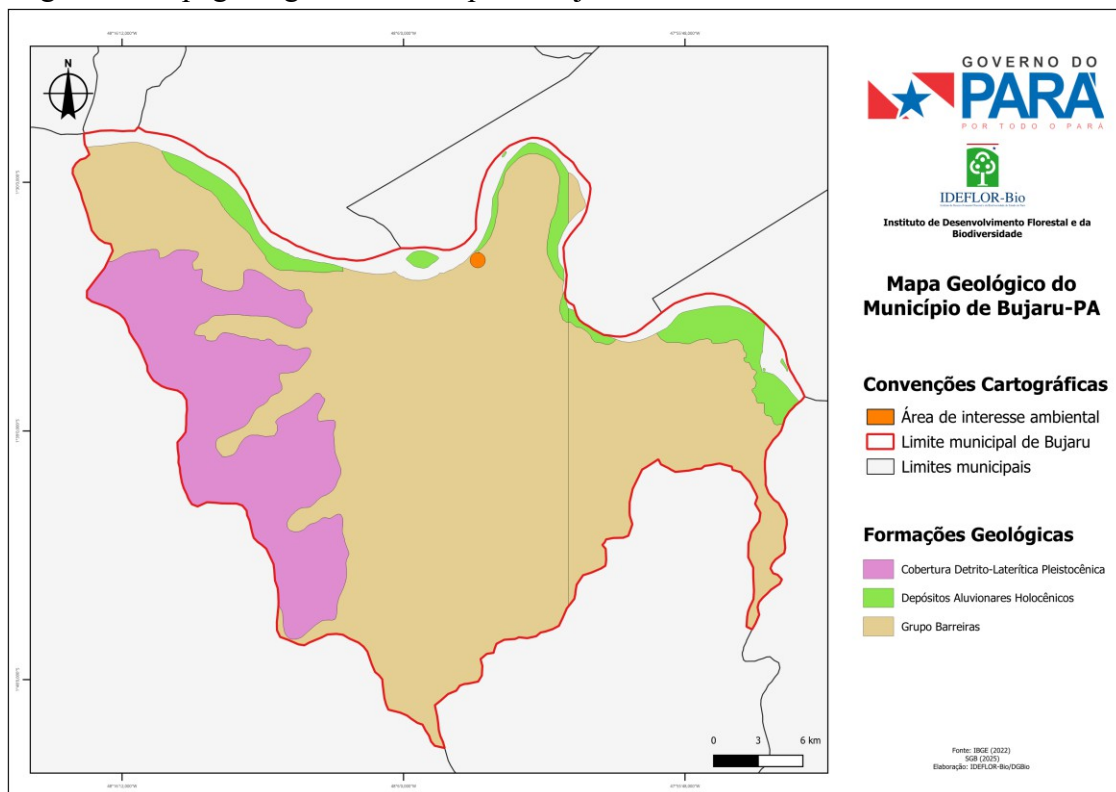 N
GOVERNO DO
PARÁ
POR TODO O PARÁ
IDEFLOR-Bio
Instituto de Desenvolvimento Florestal e da
Biodiversidade
Mapa Geológico do
Município de Bujaru-PA
Convenções Cartográficas
Área de interesse ambiental
Limite municipal de Bujaru
Limites municipais
Formações Geológicas
Cobertura Detrito-Laterítica Pleistocênica
Depósitos Aluvionares Holocênicos
Grupo Barreiras
0 3 6 km
Fonte: IBGE (2022)
SGB (2025)
Elaboração: IDEFLOR-Bio/DGBio